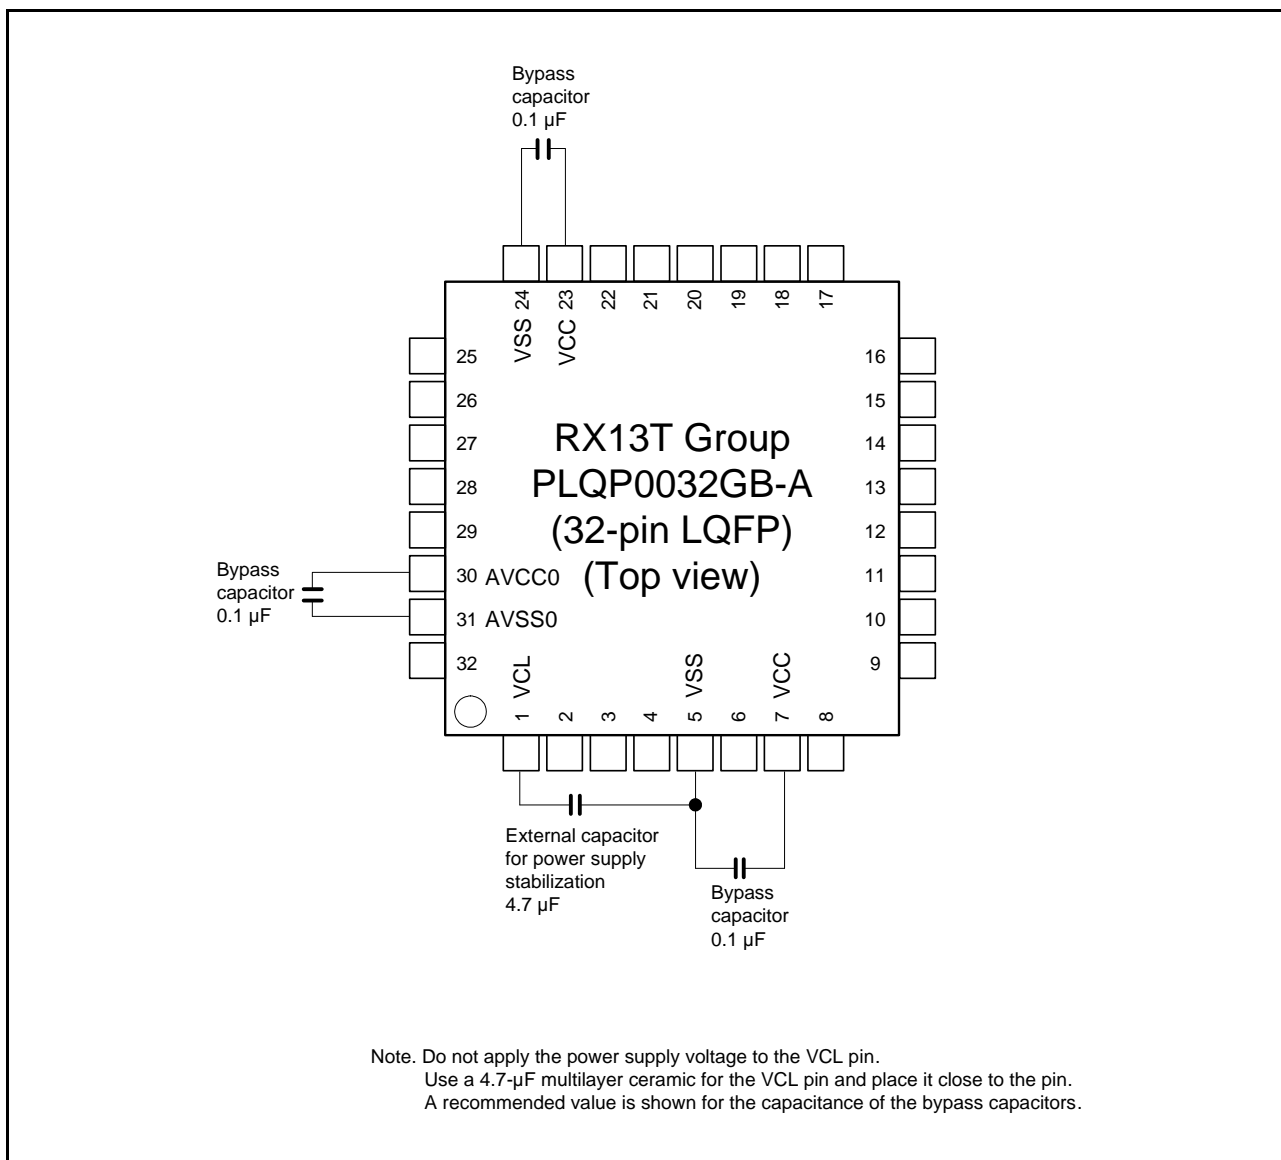 Bypass
capacitor
0.1 µF
24
23
22
21
20
19
18
17
VSS
VCC
25
26
27
28
29
30 AVCC0
31 AVSS0
32
16
15
14
13
12
11
10
9
RX13T Group
PLQP0032GB-A
(32-pin LQFP)
(Top view)
Bypass
capacitor
0.1 µF
VCL
VSS
VCC
1
2
3
4
5
6
7
8
External capacitor
for power supply
stabilization
4.7 µF
Bypass
capacitor
0.1 µF
Note. Do not apply the power supply voltage to the VCL pin.
Use a 4.7-µF multilayer ceramic for the VCL pin and place it close to the pin.
A recommended value is shown for the capacitance of the bypass capacitors.